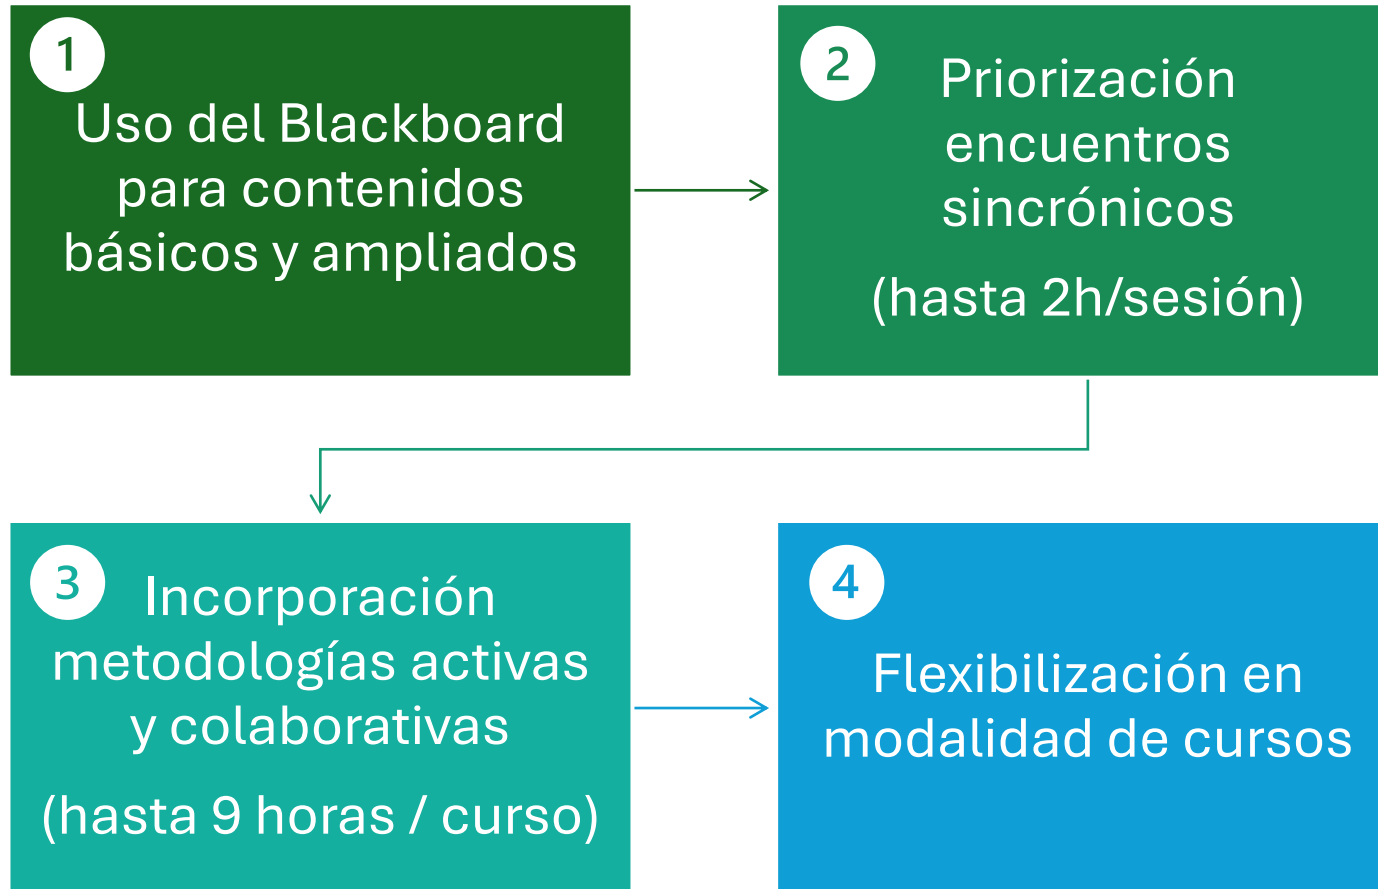 1
Uso del Blackboard
para contenidos
básicos y ampliados
2
Priorización
encuentros
sincrónicos
(hasta 2h/sesión)
3
Incorporación
metodologías activas
y colaborativas
(hasta 9 horas / curso)
4
Flexibilización en
modalidad de cursos